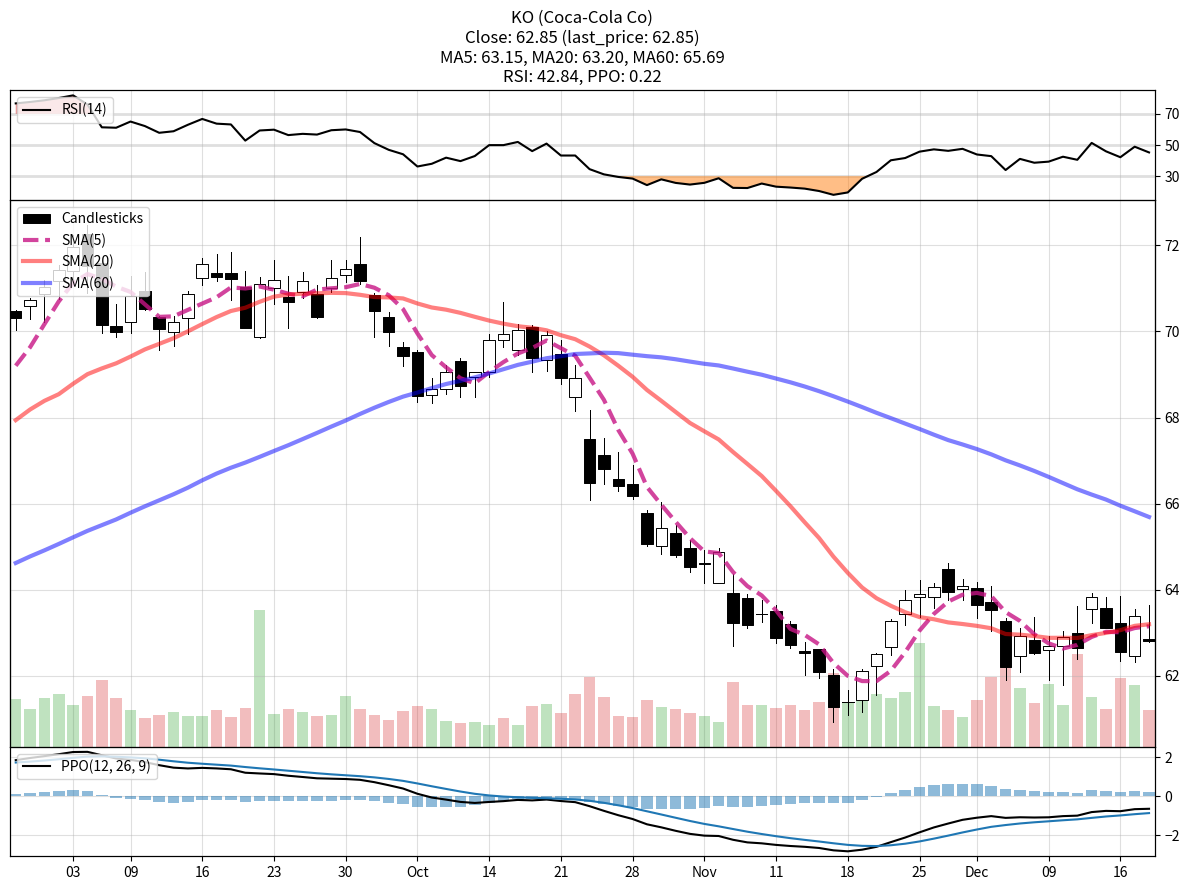 KO (Coca-Cola Co)
Close: 62.85 (last_price: 62.85)
MA5: 63.15, MA20: 63.20, MA60: 65.69
RSI: 42.84, PPO: 0.22
RSI(14)
70
50
30
Candlesticks
SMA(5)
SMA(20)
SMA(60)
72
70
68
66
64
62
PPO(12, 26, 9)
2
0
−2
03 09 16 23 30 Oct 14 21 28 Nov 11 18 25 Dec 09 16